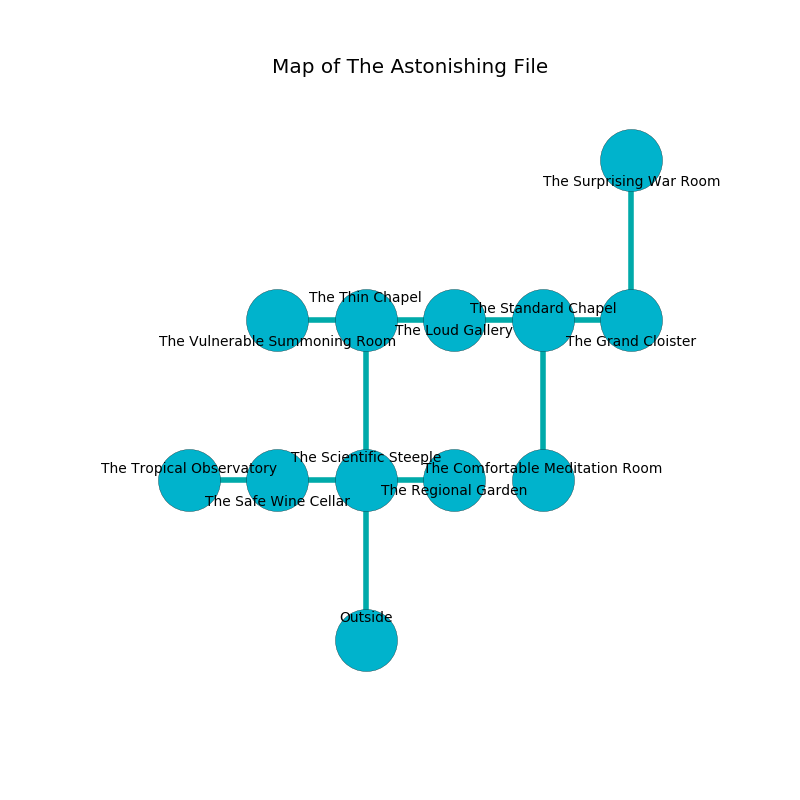 Map of The Astonishing File
The Surprising War Room
The Thin Chapel
The Standard Chapel
The Loud Gallery
The Vulnerable Summoning Room
The Grand Cloister
The Scientific Steeple
The Tropical Observatory
The Comfortable Meditation Room
The Regional Garden
The Safe Wine Cellar
Outside